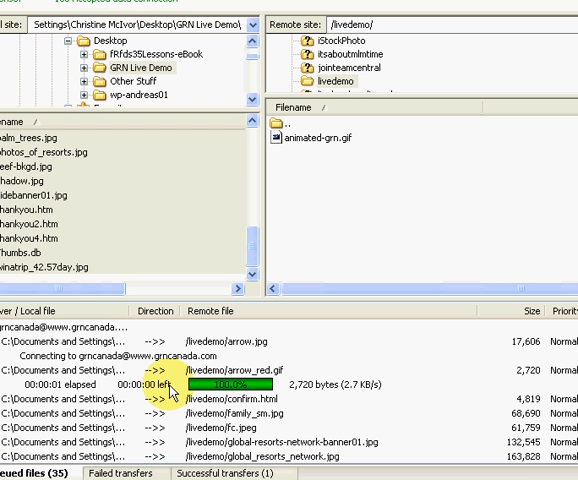 l site: Settings\Christine McIvor\Desktop\GRN Live Demo\
Remote site: /livedemo/
Desktop
fRfds35Lessons-eBook
GRN Live Demo
Other Stuff
wp-andreas01
iStockPhoto
itsaboutmlmtime
jointeamcentral
livedemo
ename /
alm_trees.jpg
hotos_of_resorts.jpg
eef-bkgd.jpg
hadow.jpg
idebanner01.jpg
hankyou.htm
hankyou2.htm
hankyou4.htm
humbs.db
vinatrip_42.57day.jpg
Filename /
..
animated-grn.gif
ver / Local file Direction Remote file Size Priority
grncanada@www.grncanada....
C:\Documents and Settings\... -->> /livedemo/arrow.jpg 17,606 Normal
Connecting to grncanada@www.grncanada.com
C:\Documents and Settings\... -->> /livedemo/arrow_red.gif 2,720 Normal
00:00:01 elapsed 00:00:00 left 100.0% 2,720 bytes (2.7 KB/s)
C:\Documents and Settings\... -->> /livedemo/confirm.html 4,819 Normal
C:\Documents and Settings\... -->> /livedemo/family_sm.jpg 68,690 Normal
C:\Documents and Settings\... -->> /livedemo/fc.jpeg 61,759 Normal
C:\Documents and Settings\... -->> /livedemo/global-resorts-network-banner01.jpg 132,545 Normal
C:\Documents and Settings\... -->> /livedemo/global_resorts_network.jpg 163,828 Normal
ueued files (35) Failed transfers Successful transfers (1)